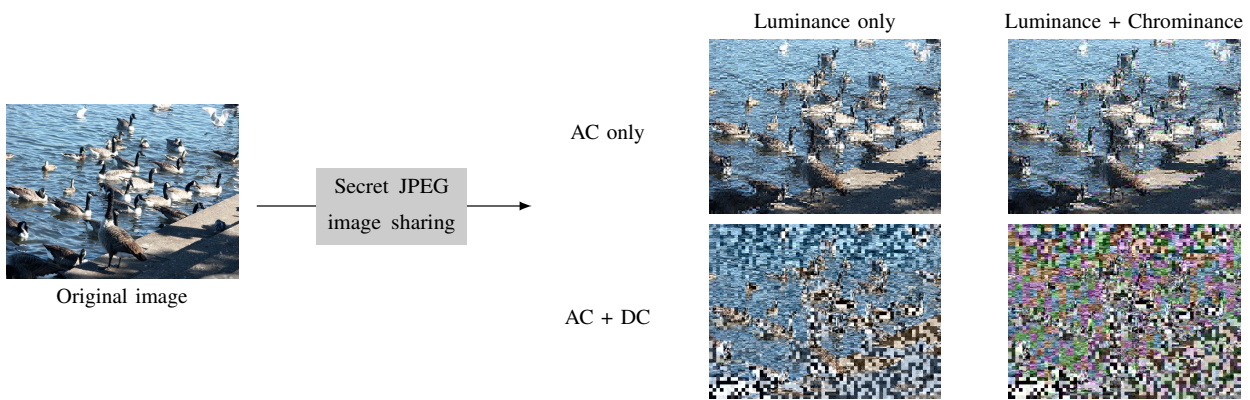 Luminance only
Luminance + Chrominance
AC only
Secret JPEG
image sharing
Original image
AC + DC